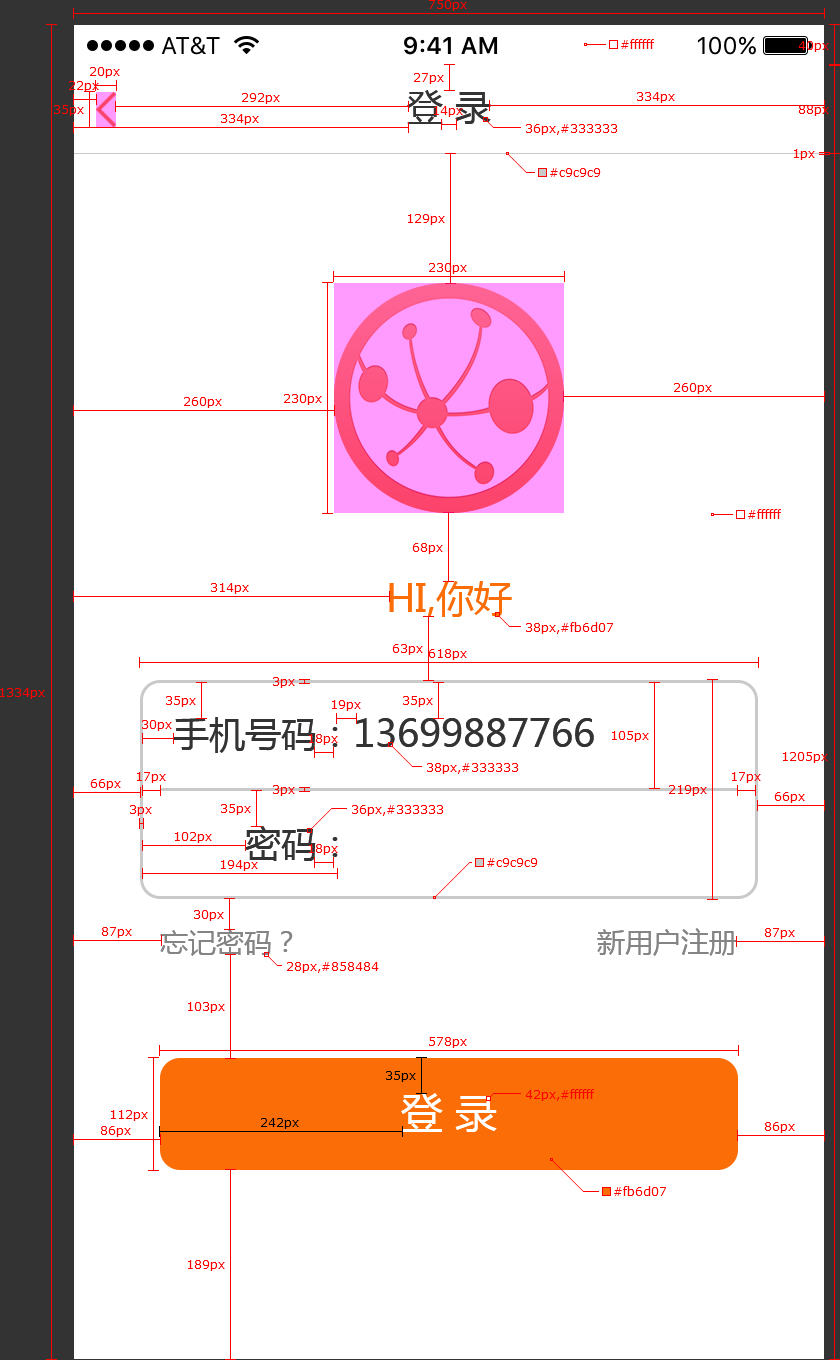 750px
AT&T 9:41 AM #ffffff 100% 40px
20px 27px
22px
35px 292px 登 录 334px 88px
334px 14px
36px,#333333
1px
#c9c9c9
129px
230px
260px 230px 260px
#ffffff
68px
314px HI,你好
38px,#fb6d07
63px 618px
3px
1334px
35px 19px 35px
30px 手机号码：13699887766 105px
8px 1205px
38px,#333333
17px 17px
66px 3px 219px 66px
3px 35px 36px,#333333
102px 密码：
8px
194px #c9c9c9
30px
87px 忘记密码？ 新用户注册 87px
28px,#858484
103px
578px
35px
42px,#ffffff
112px 登 录
242px
86px 86px
#fb6d07
189px